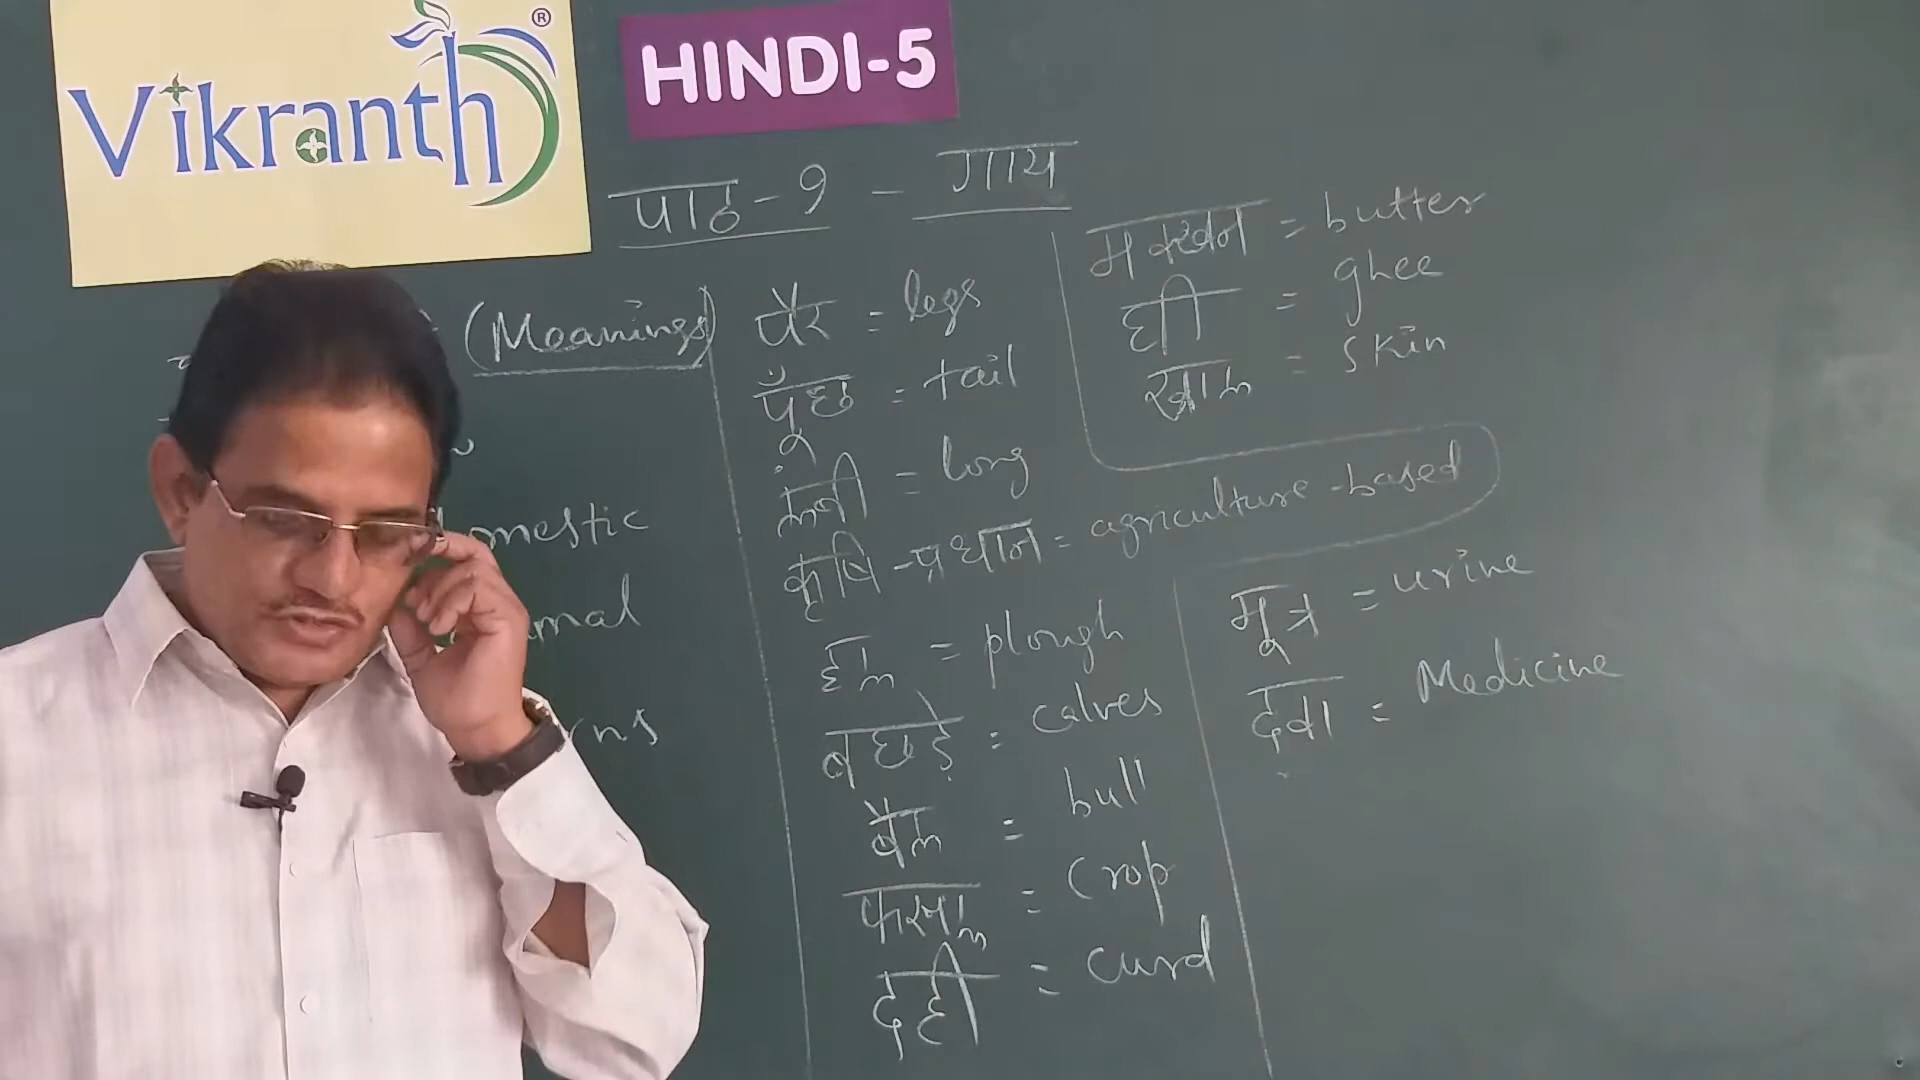 Vikranth®
HINDI-5
पाठ - 9 - गाय
(Meanings)
mestic
mal
rns
पैर = legs
पूँछ = tail
लंबी = long
कृषि-प्रधान = agriculture-based
हल = plough
बछड़े = calves
बैल = bull
फसल = Crop
दही = curd
मक्खन = butter
घी = ghee
खाल = skin
मूत्र = urine
दवा = Medicine